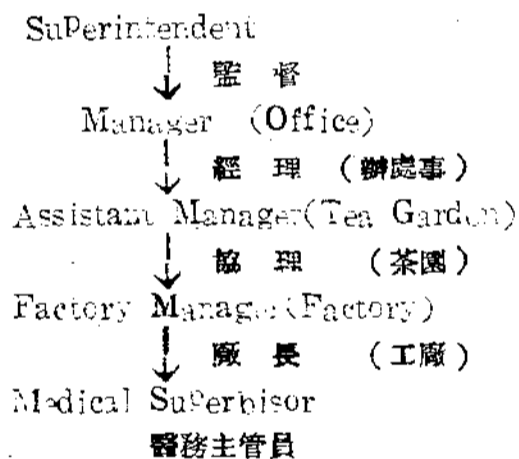 SuPerintendent
監 督
Manager (Office)
經 理 (辦處事)
Assistant Manager(Tea Garden)
協 理 (茶園)
Factory Manager(Factory)
廠 長 (工廠)
Medical SuPerbisor
醫務主管員